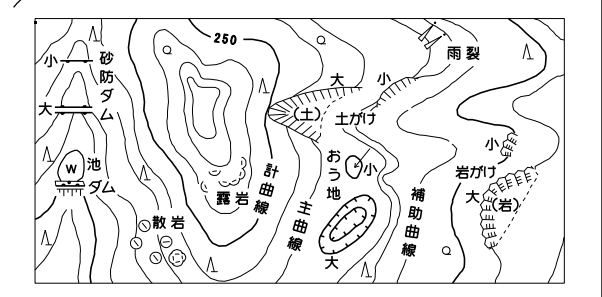 250
雨裂
小
砂防ダム
大
大
小
(土)
土がけ
小
W
池
ダム
おう地
小
岩がけ
大
(岩)
計曲線
露岩
主曲線
補助曲線
散岩
大